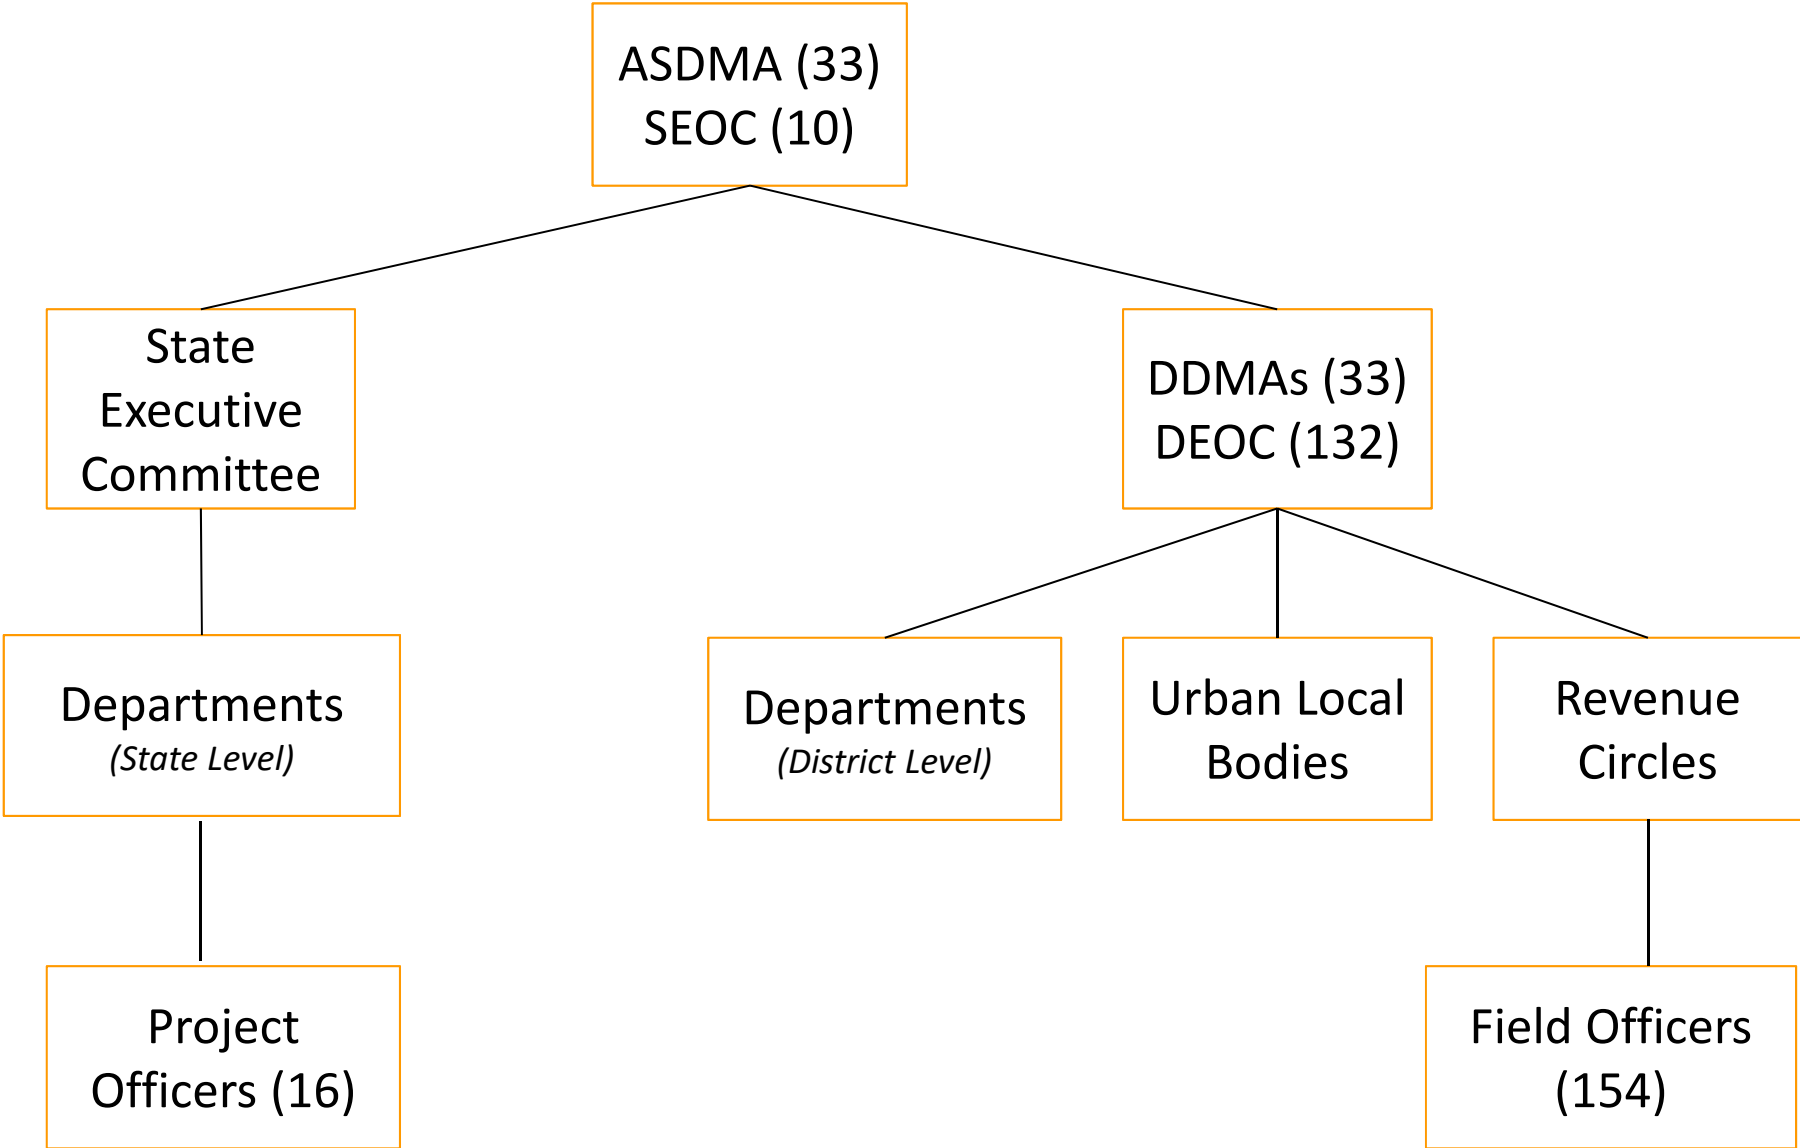 ASDMA (33)
SEOC (10)
State
Executive
Committee
DDMAs (33)
DEOC (132)
Departments
(State Level)
Departments
(District Level)
Urban Local
Bodies
Revenue
Circles
Project
Officers (16)
Field Officers
(154)